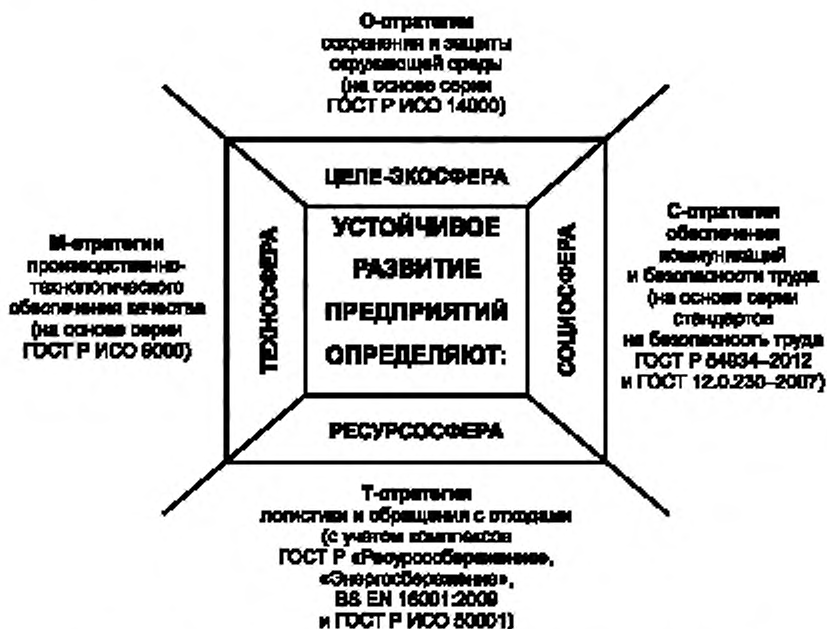 О-стратегии
сохранения и защиты
окружающей среды
(на основе серии
ГОСТ Р ИСО 14000)
ЦЕЛЕ-ЭКОСФЕРА
М-стратегии
производственно-
технологического
обеспечения качества
(на основе серии
ГОСТ Р ИСО 9000)
ТЕХНОСФЕРА
УСТОЙЧИВОЕ
РАЗВИТИЕ
ПРЕДПРИЯТИЙ
ОПРЕДЕЛЯЮТ:
СОЦИОСФЕРА
С-стратегия
обеспечения
коммуникаций
и безопасности труда
(на основе серии
стандартов
на безопасность труда
ГОСТ Р 54934–2012
и ГОСТ 12.0.230–2007)
РЕСУРСОСФЕРА
Т-стратегия
логистики и обращения с отходами
(с учетом комплексов
ГОСТ Р «Ресурсосбережение»,
«Энергосбережение»,
BS EN 16001:2009
и ГОСТ Р ИСО 50001)